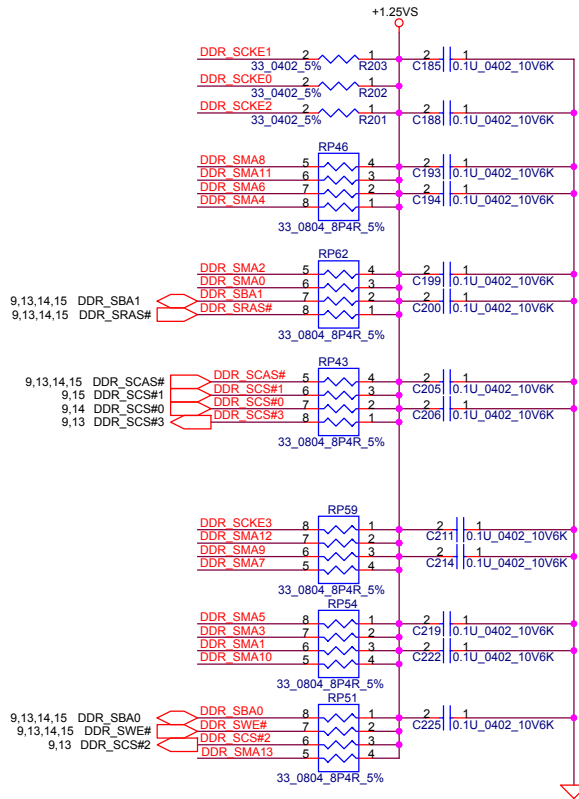 +1.25VS
DDR_SCKE1 2 1 2 1
33_0402_5% R203 C185 0.1U_0402_10V6K
DDR_SCKE0 2 1
33_0402_5% R202
DDR_SCKE2 2 1 2 1
33_0402_5% R201 C188 0.1U_0402_10V6K
RP46
DDR_SMA8 5 4 2 1
DDR_SMA11 6 3 C193 0.1U_0402_10V6K
DDR_SMA6 7 2 2 1
DDR_SMA4 8 1 C194 0.1U_0402_10V6K
33_0804_8P4R_5%
RP62
DDR_SMA2 5 4 2 1
DDR_SMA0 6 3 C199 0.1U_0402_10V6K
9,13,14,15 DDR_SBA1 DDR_SBA1 7 2 2 1
9,13,14,15 DDR_SRAS# DDR_SRAS# 8 1 C200 0.1U_0402_10V6K
33_0804_8P4R_5%
RP43
9,13,14,15 DDR_SCAS# DDR_SCAS# 5 4 2 1
9,15 DDR_SCS#1 DDR_SCS#1 6 3 C205 0.1U_0402_10V6K
9,14 DDR_SCS#0 DDR_SCS#0 7 2 2 1
9,13 DDR_SCS#3 DDR_SCS#3 8 1 C206 0.1U_0402_10V6K
33_0804_8P4R_5%
RP59
DDR_SCKE3 8 1 2 1
DDR_SMA12 7 2 C211 0.1U_0402_10V6K
DDR_SMA9 6 3 2 1
DDR_SMA7 5 4 C214 0.1U_0402_10V6K
33_0804_8P4R_5%
RP54
DDR_SMA5 8 1 2 1
DDR_SMA3 7 2 C219 0.1U_0402_10V6K
DDR_SMA1 6 3 2 1
DDR_SMA10 5 4 C222 0.1U_0402_10V6K
33_0804_8P4R_5%
RP51
9,13,14,15 DDR_SBA0 DDR_SBA0 8 1 2 1
9,13,14,15 DDR_SWE# DDR_SWE# 7 2 C225 0.1U_0402_10V6K
9,13 DDR_SCS#2 DDR_SCS#2 6 3
DDR_SMA13 5 4
33_0804_8P4R_5%